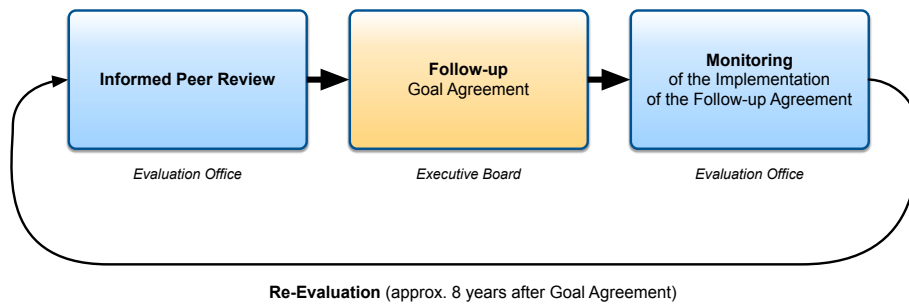 Informed Peer Review
Follow-up
Goal Agreement
Monitoring
of the Implementation
of the Follow-up Agreement
Evaluation Office
Executive Board
Evaluation Office
Re-Evaluation (approx. 8 years after Goal Agreement)